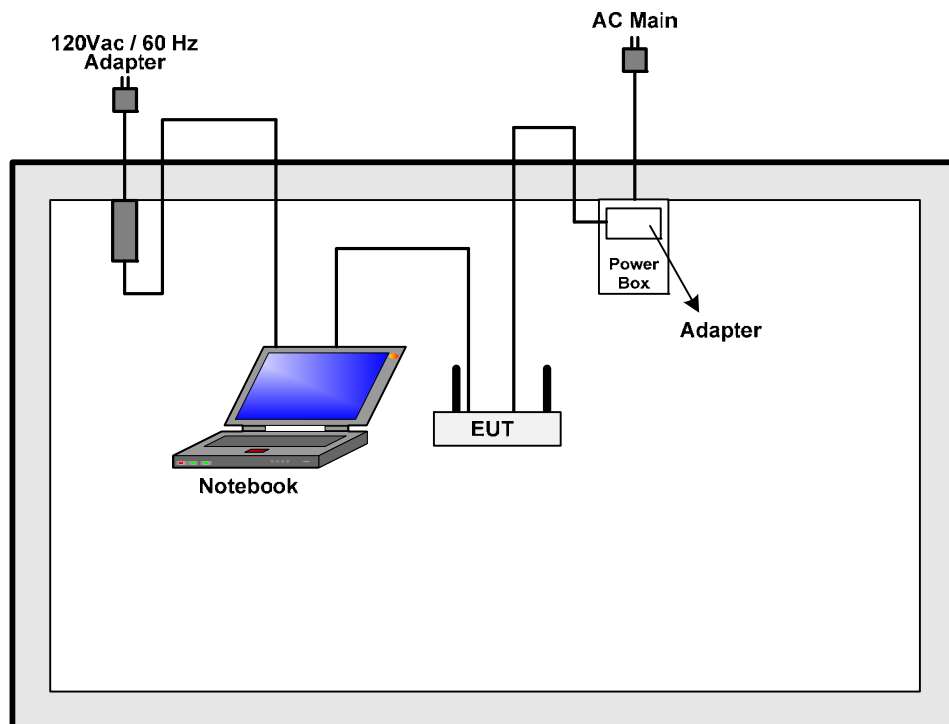 AC Main
120Vac / 60 Hz
Adapter
Power
Box
Adapter
EUT
Notebook